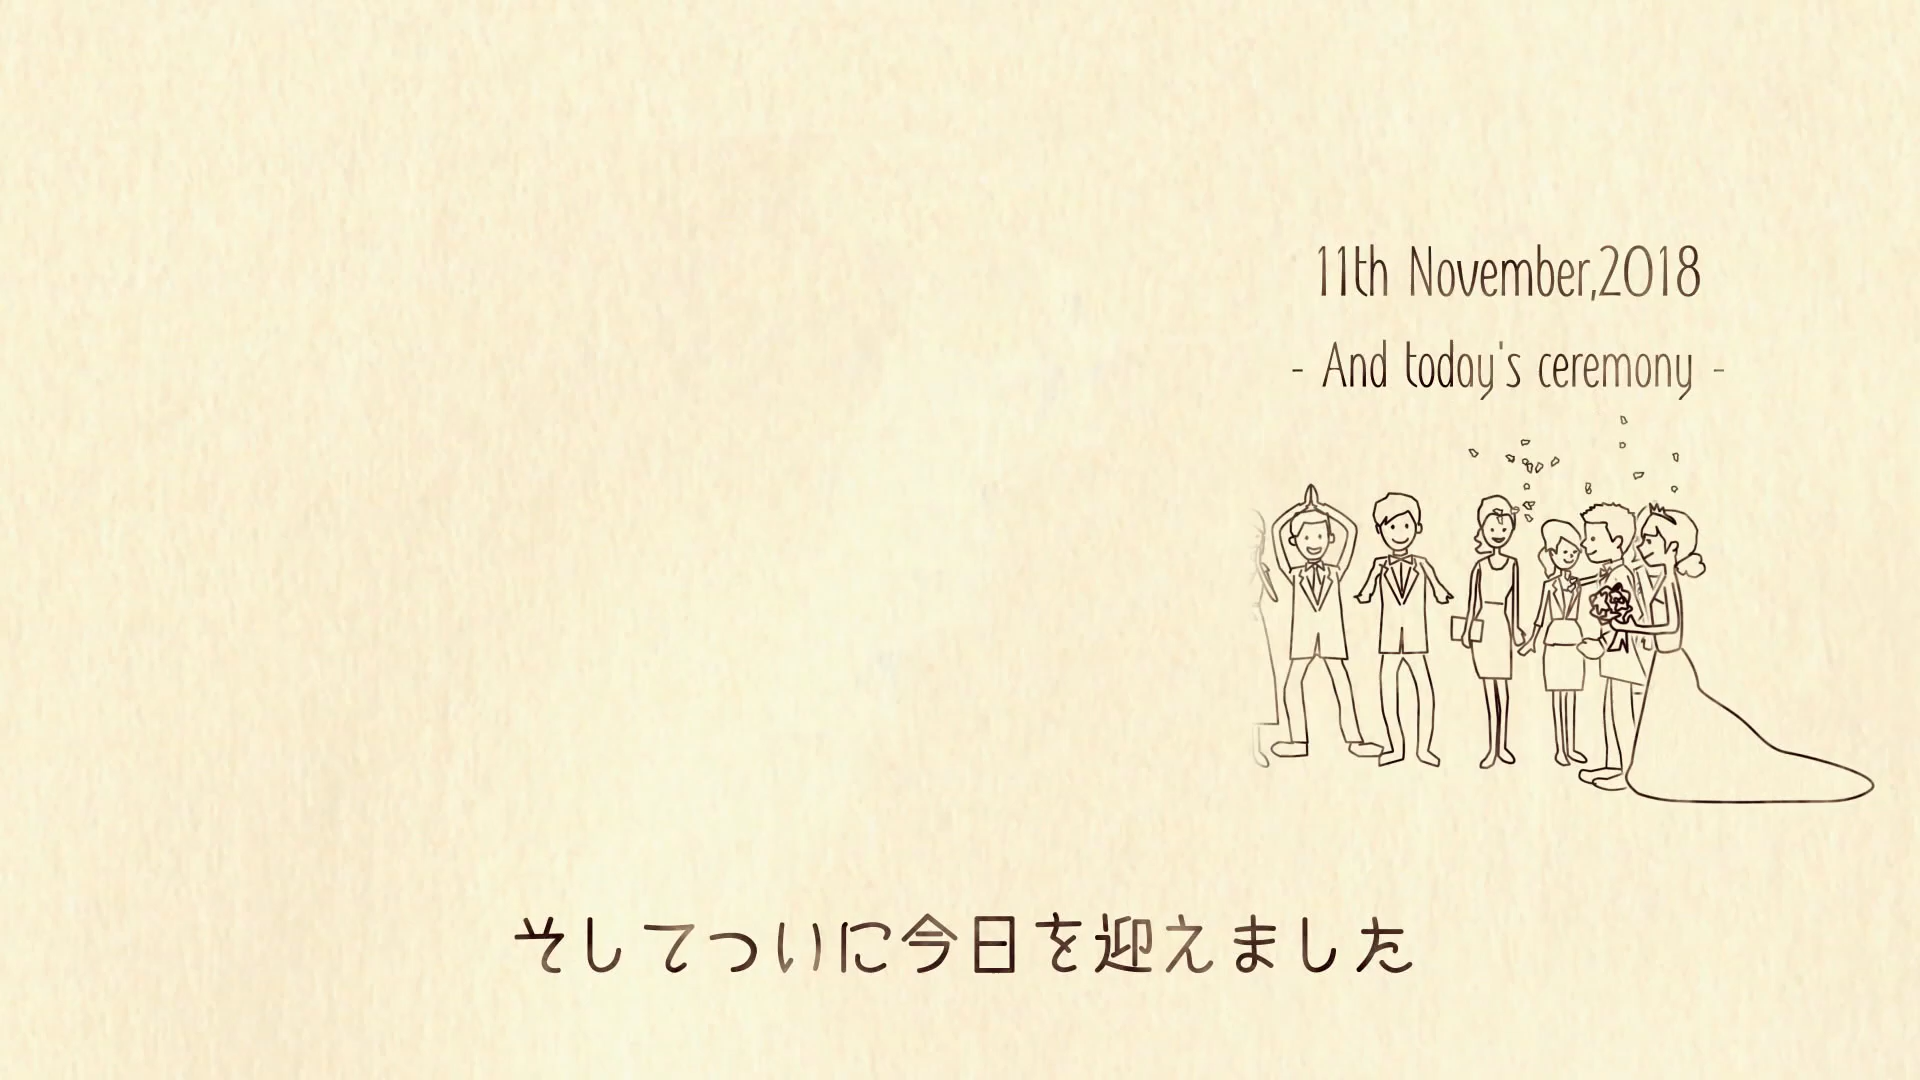 11th November,2018
- And today's ceremony -
そしてついに今日を迎えました